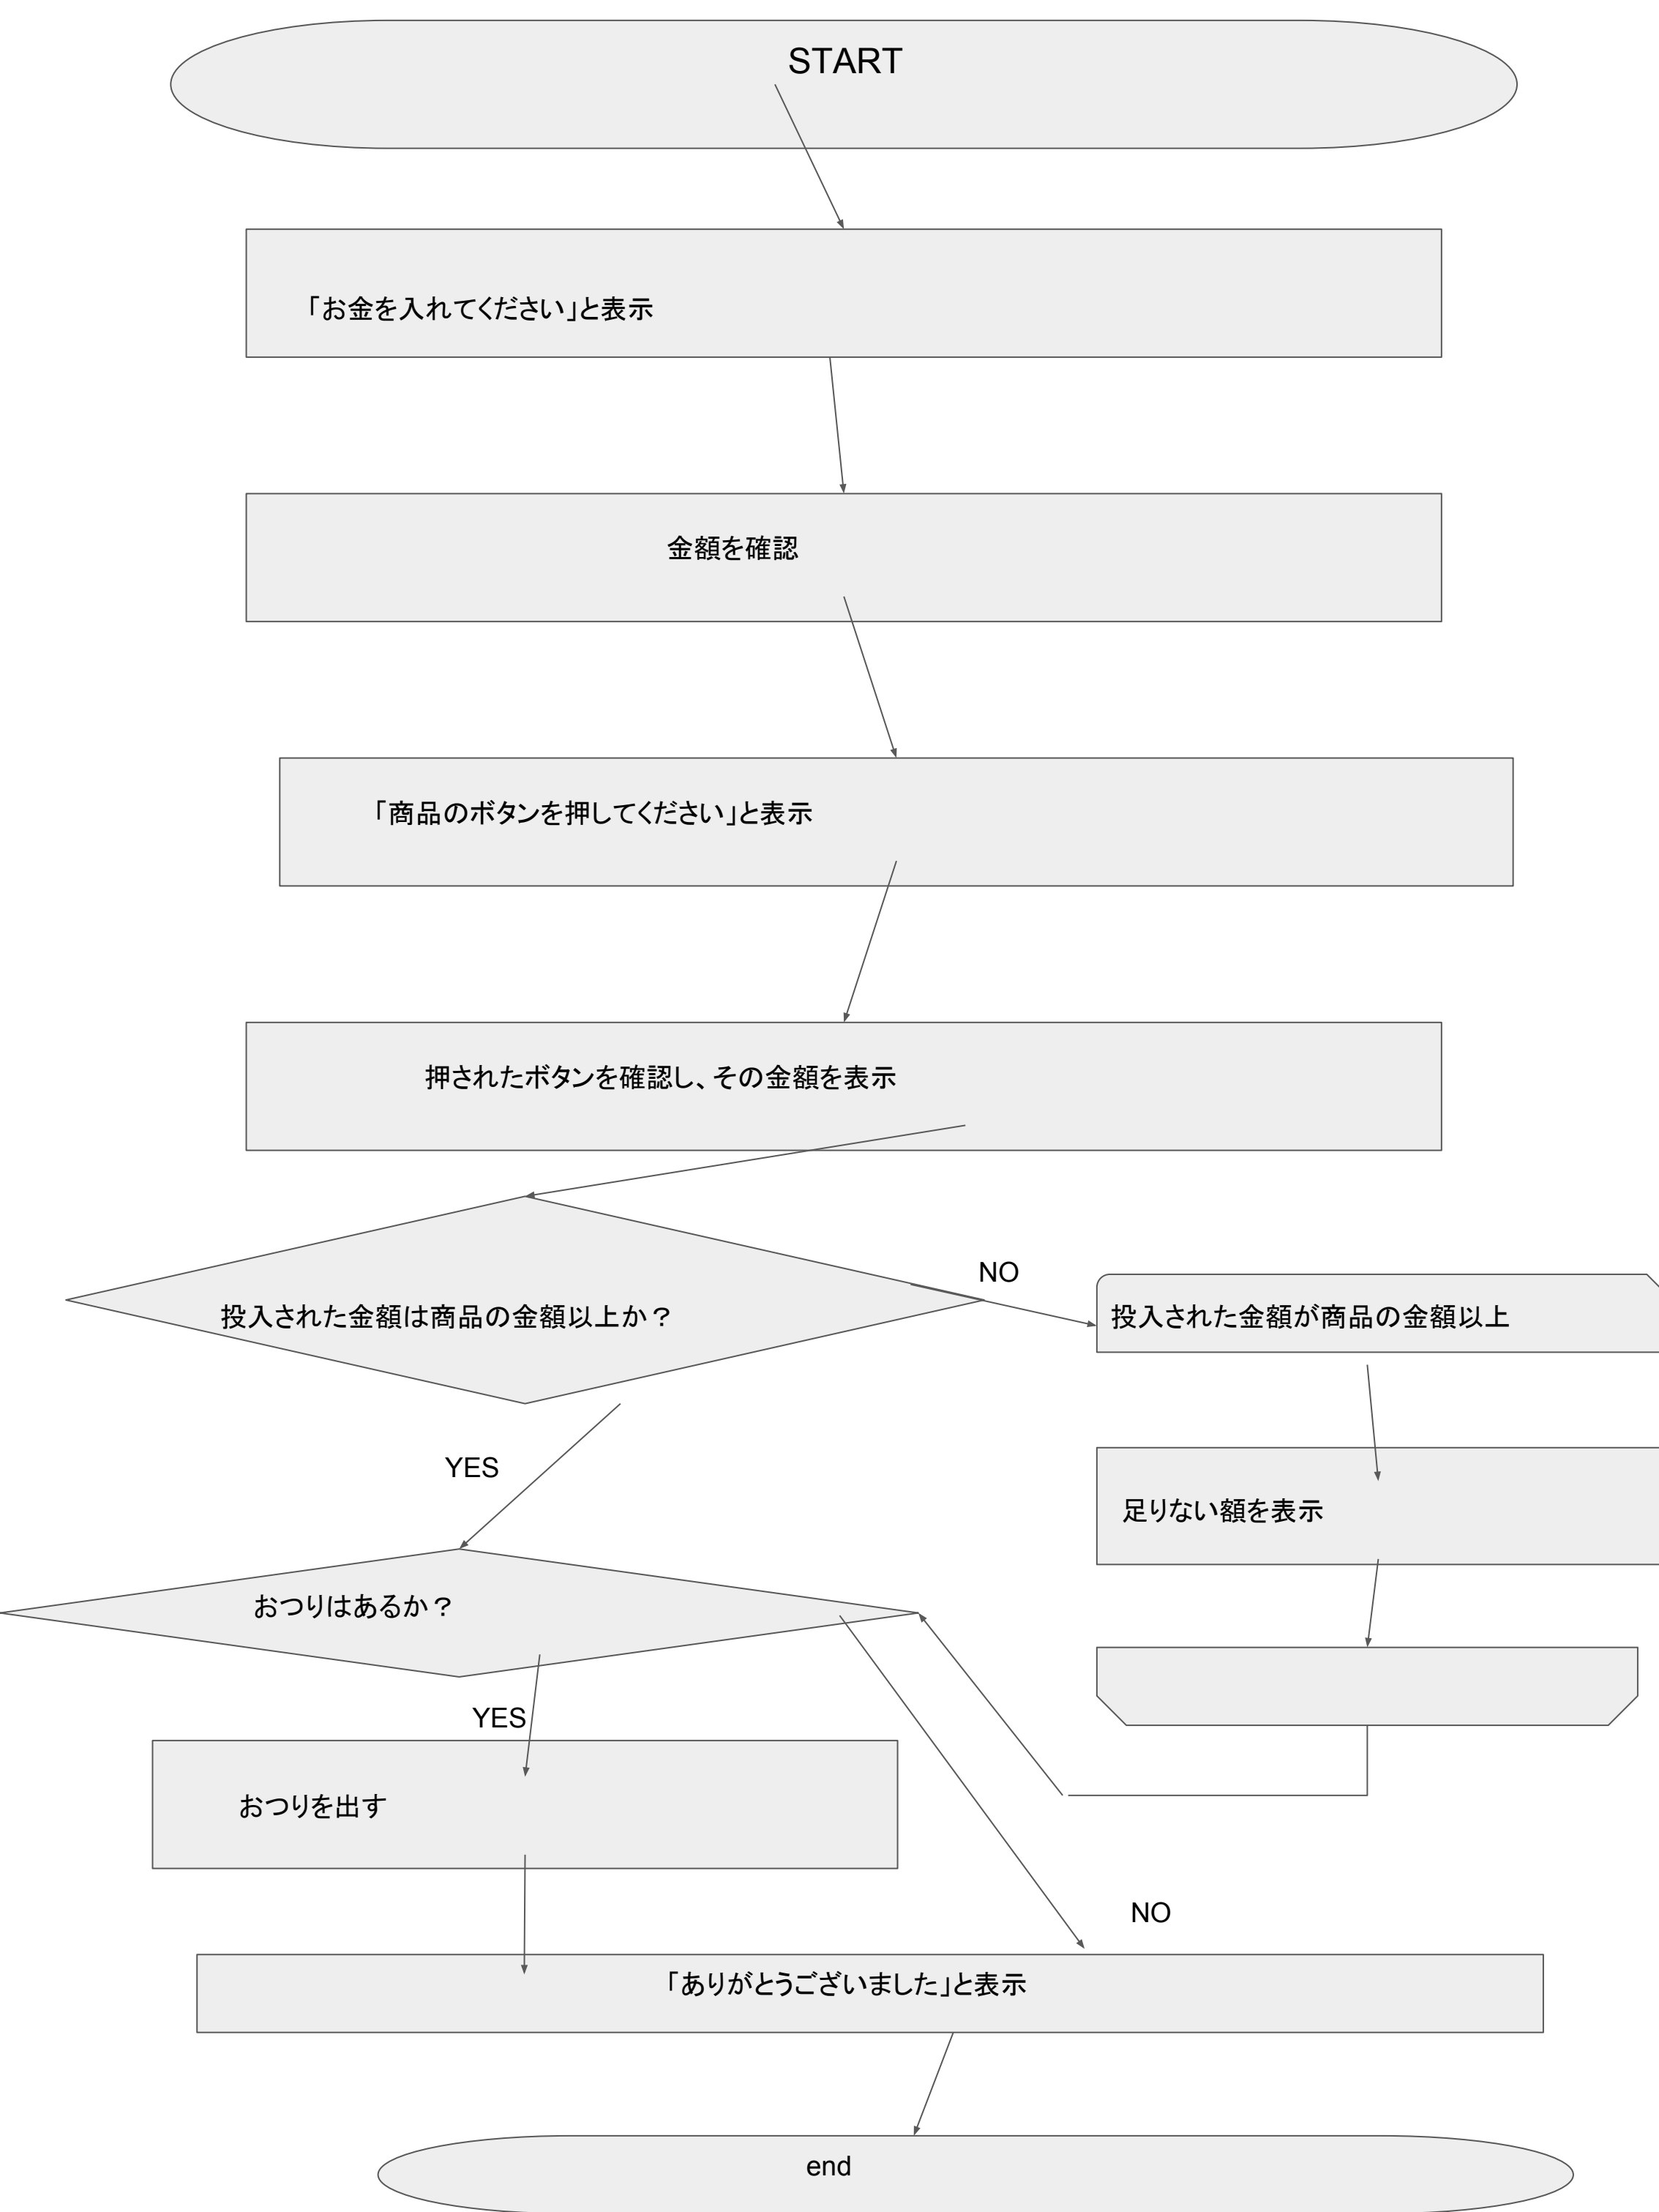 START
「お金を入れてください」と表示
金額を確認
「商品のボタンを押してください」と表示
押されたボタンを確認し、その金額を表示
投入された金額は商品の金額以上か？
NO
投入された金額が商品の金額以上
YES
足りない額を表示
おつりはあるか？
YES
おつりを出す
NO
「ありがとうございました」と表示
end